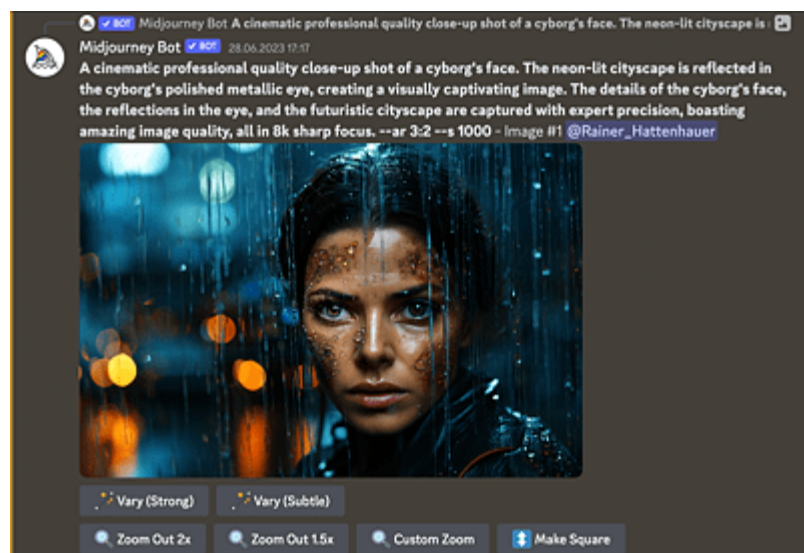 BOT Midjourney Bot A cinematic professional quality close-up shot of a cyborg's face. The neon-lit cityscape is
Midjourney Bot BOT 28.06.2023 17:17
A cinematic professional quality close-up shot of a cyborg's face. The neon-lit cityscape is reflected in
the cyborg's polished metallic eye, creating a visually captivating image. The details of the cyborg's face,
the reflections in the eye, and the futuristic cityscape are captured with expert precision, boasting
amazing image quality, all in 8k sharp focus. --ar 3:2 --s 1000 - Image #1 @Rainer_Hattenhauer
Vary (Strong) Vary (Subtle)
Zoom Out 2x Zoom Out 1.5x Custom Zoom Make Square